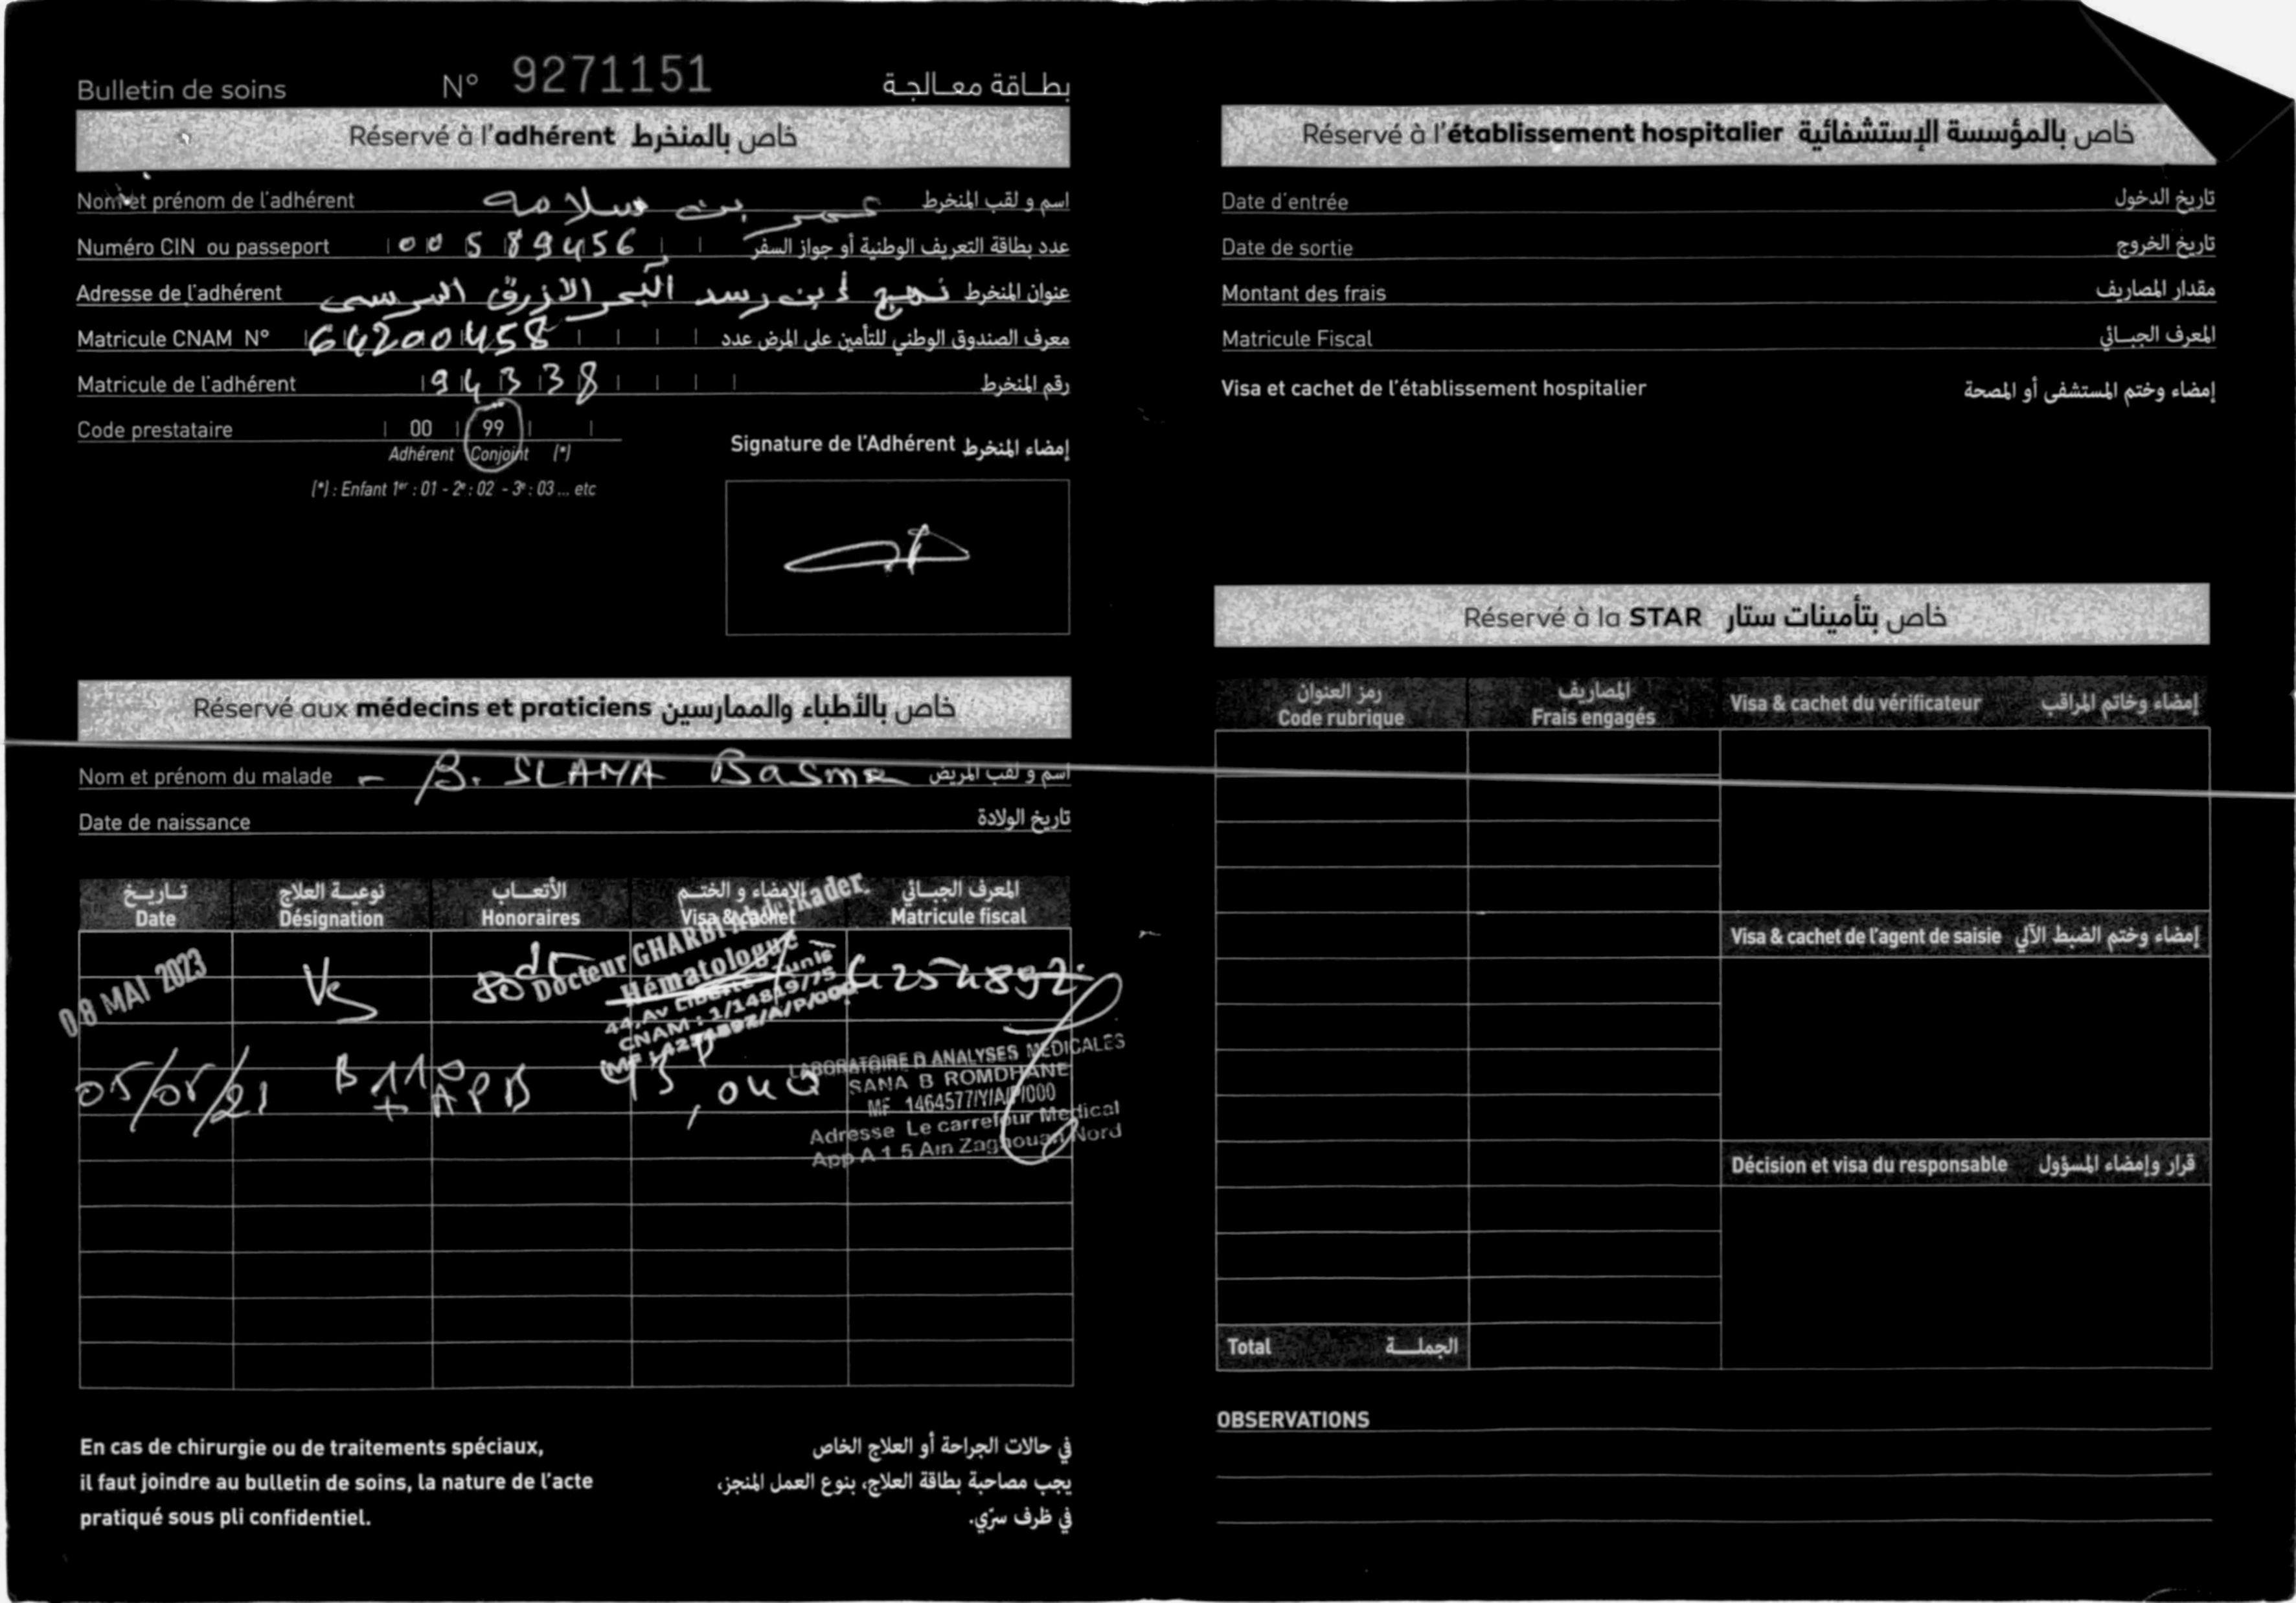 Bulletin de soins N° 9271151 بطاقة معالجة
Réservé à l'adhérent خاص بالمنخرط
Nom et prénom de l'adhérent عمر بن سلامه اسم و لقب المنخرط
Numéro CIN ou passeport 00589456 عدد بطاقة التعريف الوطنية أو جواز السفر
Adresse de l'adhérent نهج ابن رشد البحر الازرق المرسى عنوان المنخرط
Matricule CNAM N° 64200458 معرف الصندوق الوطني للتأمين على المرض عدد
Matricule de l'adhérent 94338 رقم المنخرط
Code prestataire 00 99
Adhérent Conjoint (*)
(*) : Enfant 1er : 01 - 2e : 02 - 3e : 03 ... etc
Signature de l'Adhérent إمضاء المنخرط
Réservé aux médecins et praticiens خاص بالأطباء والممارسين
Nom et prénom du malade - B. SLAMA Basma اسم و لقب المريض
Date de naissance تاريخ الولادة
تاريخ نوعية العلاج الأتعاب الإمضاء و الختم المعرف الجبائي
Date Désignation Honoraires Visa & cachet Matricule fiscal
08 MAI 2023 Vs 80dt
Docteur GHARBI Abdelkader
Hématologue
44, Av Liberté Tunis
CNAM : 1/14819/75
05/05/21 B110 + APB 43,040
LABORATOIRE D ANALYSES MEDICALES
SANA B ROMDHANE
MF 1464577/Y/A/P/000
Adresse Le carrefour Medical
App A 1 5 Ain Zaghouan Nord
En cas de chirurgie ou de traitements spéciaux,
il faut joindre au bulletin de soins, la nature de l'acte
pratiqué sous pli confidentiel.
في حالات الجراحة أو العلاج الخاص
يجب مصاحبة بطاقة العلاج، بنوع العمل المنجز،
في ظرف سرّي.
Réservé à l'établissement hospitalier خاص بالمؤسسة الإستشفائية
Date d'entrée تاريخ الدخول
Date de sortie تاريخ الخروج
Montant des frais مقدار المصاريف
Matricule Fiscal المعرف الجبائي
Visa et cachet de l'établissement hospitalier إمضاء وختم المستشفى أو المصحة
Réservé à la STAR خاص بتأمينات ستار
رمز العنوان المصاريف
Code rubrique Frais engagés Visa & cachet du vérificateur إمضاء وخاتم المراقب
Visa & cachet de l'agent de saisie إمضاء وختم الضبط الآلي
Décision et visa du responsable قرار وإمضاء المسؤول
Total الجملة
OBSERVATIONS